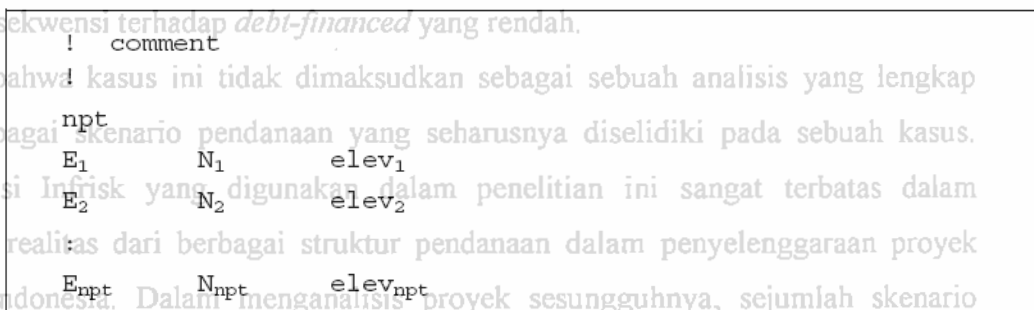 sekwensi terhadap debt-financed yang rendah.
! comment
bahwa kasus ini tidak dimaksudkan sebagai sebuah analisis yang lengkap
!
bagai skenario pendanaan yang seharusnya diselidiki pada sebuah kasus.
npt
E₁ N₁ elev₁
si Infrisk yang digunakan dalam penelitian ini sangat terbatas dalam
E₂ N₂ elev₂
realitas dari berbagai struktur pendanaan dalam penyelenggaraan proyek
:
Eₙₚₜ Nₙₚₜ elevₙₚₜ
ndonesia. Dalam menganalisis proyek sesungguhnya, sejumlah skenario